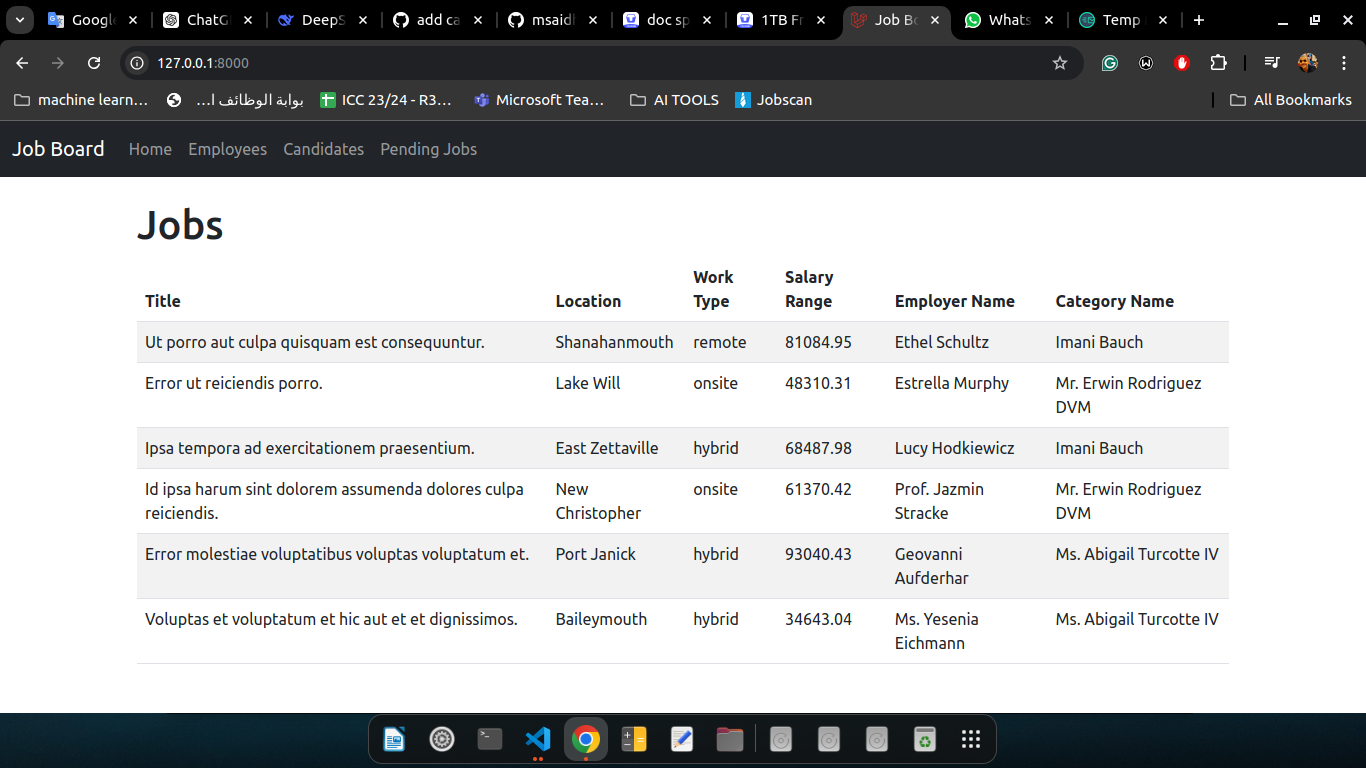 Google
ChatG
DeepS
add ca
msaid
doc sp
1TB Fr
Job Bo
Whats
Temp
127.0.0.1:8000
machine learn...
بوابة الوظائف ا...
ICC 23/24 - R3...
Microsoft Tea...
AI TOOLS
Jobscan
All Bookmarks
Job Board
Home
Employees
Candidates
Pending Jobs
Jobs
Title
Location
Work
Type
Salary
Range
Employer Name
Category Name
Ut porro aut culpa quisquam est consequuntur.
Shanahanmouth
remote
81084.95
Ethel Schultz
Imani Bauch
Error ut reiciendis porro.
Lake Will
onsite
48310.31
Estrella Murphy
Mr. Erwin Rodriguez
DVM
Ipsa tempora ad exercitationem praesentium.
East Zettaville
hybrid
68487.98
Lucy Hodkiewicz
Imani Bauch
Id ipsa harum sint dolorem assumenda dolores culpa
reiciendis.
New
Christopher
onsite
61370.42
Prof. Jazmin
Stracke
Mr. Erwin Rodriguez
DVM
Error molestiae voluptatibus voluptas voluptatum et.
Port Janick
hybrid
93040.43
Geovanni
Aufderhar
Ms. Abigail Turcotte IV
Voluptas et voluptatum et hic aut et et dignissimos.
Baileymouth
hybrid
34643.04
Ms. Yesenia
Eichmann
Ms. Abigail Turcotte IV